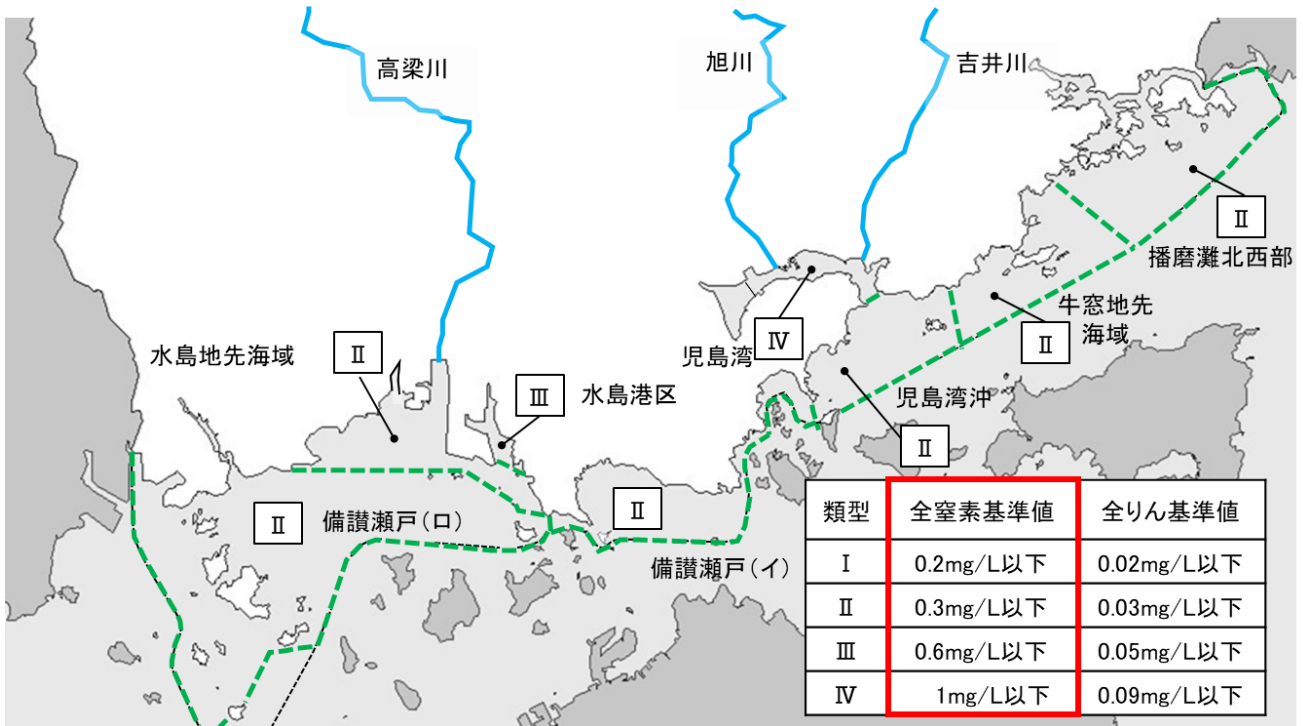 高梁川
旭川
吉井川
Ⅱ
播磨灘北西部
牛窓地先
海域
Ⅱ
Ⅳ
児島湾
児島湾沖
Ⅱ
水島地先海域
Ⅱ
Ⅲ
水島港区
Ⅱ
備讃瀬戸(ロ)
Ⅱ
備讃瀬戸(イ)
類型 全窒素基準値 全りん基準値
Ⅰ 0.2mg/L以下 0.02mg/L以下
Ⅱ 0.3mg/L以下 0.03mg/L以下
Ⅲ 0.6mg/L以下 0.05mg/L以下
Ⅳ 1mg/L以下 0.09mg/L以下